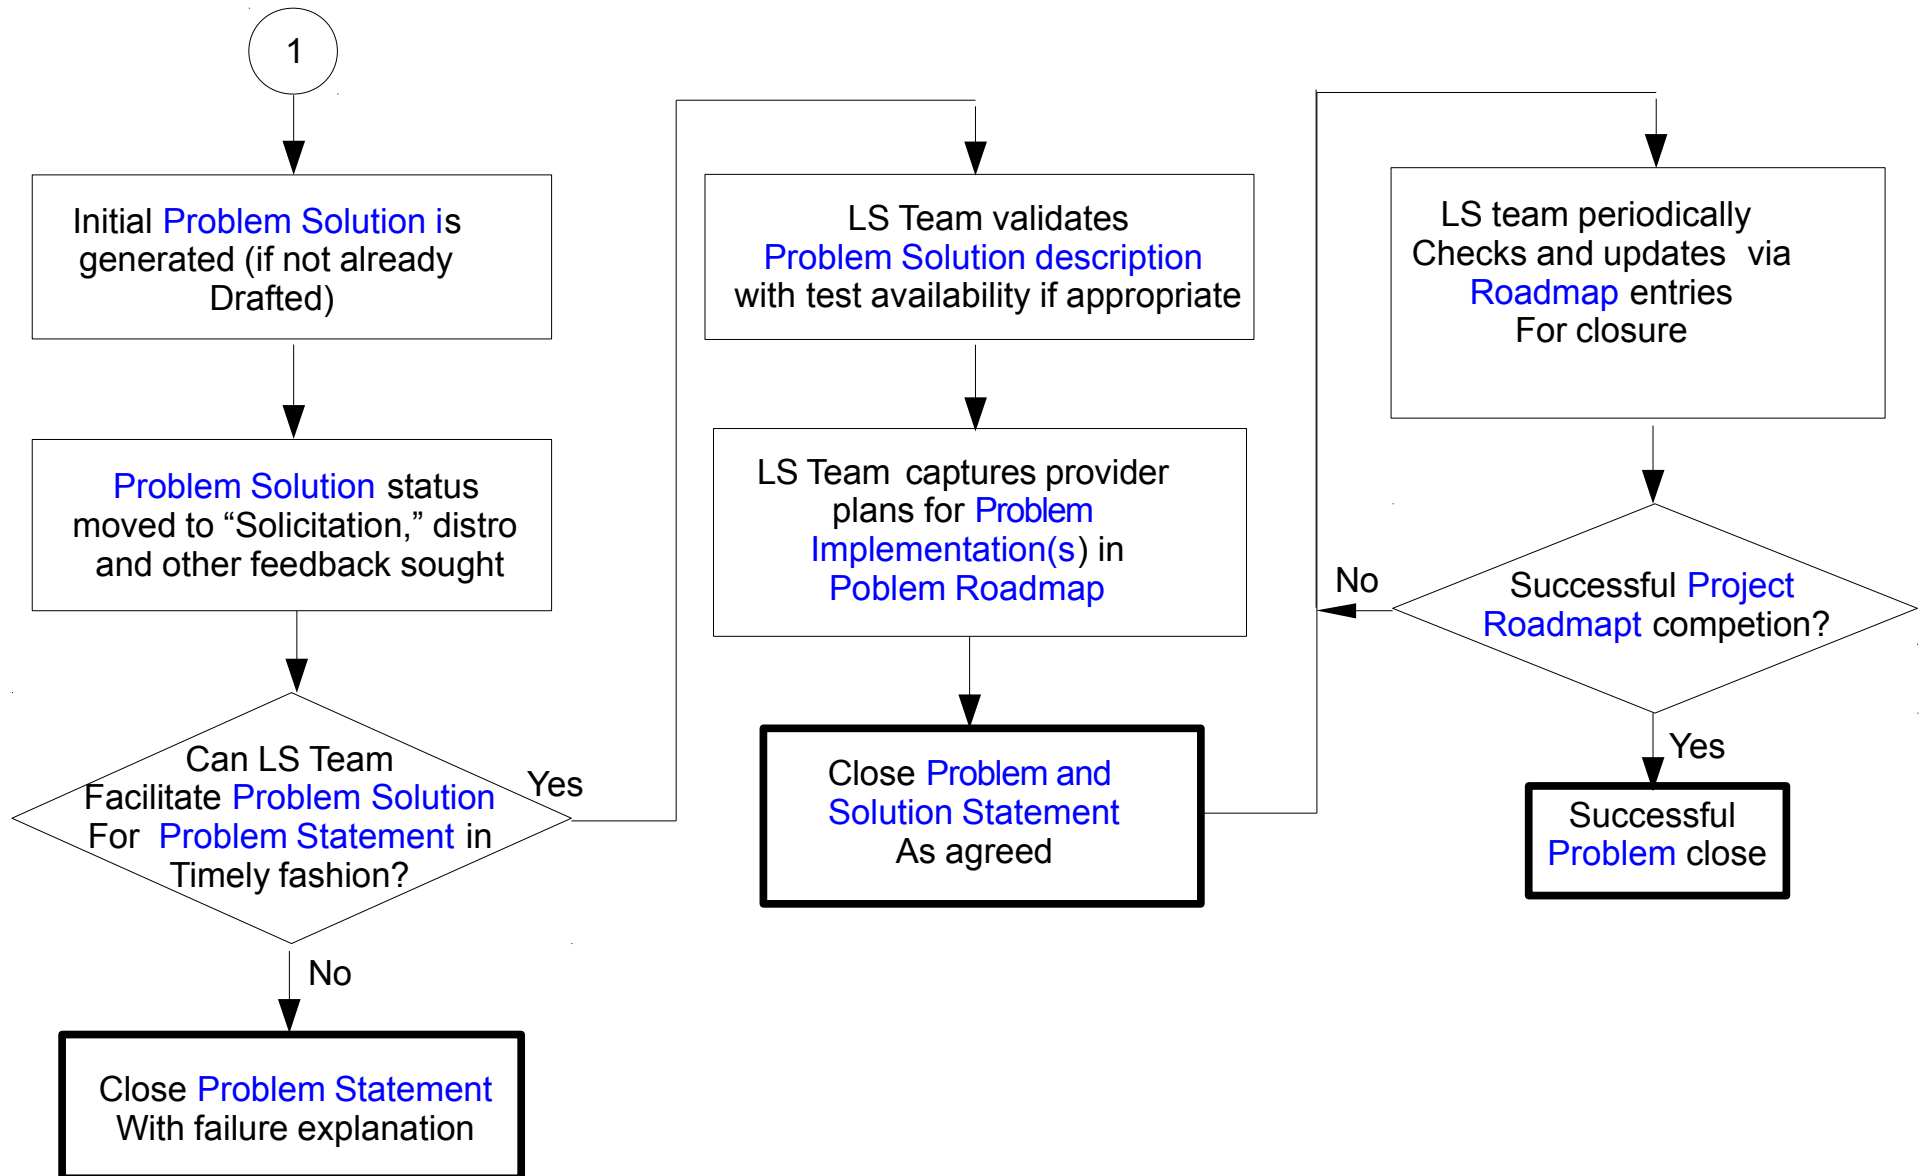 1
Initial Problem Solution is
generated (if not already
Drafted)
Problem Solution status
moved to “Solicitation,” distro
and other feedback sought
Can LS Team
Facilitate Problem Solution
For Problem Statement in
Timely fashion?
Yes
No
Close Problem Statement
With failure explanation
LS Team validates
Problem Solution description
with test availability if appropriate
LS Team captures provider
plans for Problem
Implementation(s) in
Poblem Roadmap
Close Problem and
Solution Statement
As agreed
LS team periodically
Checks and updates via
Roadmap entries
For closure
No
Successful Project
Roadmapt competion?
Yes
Successful
Problem close